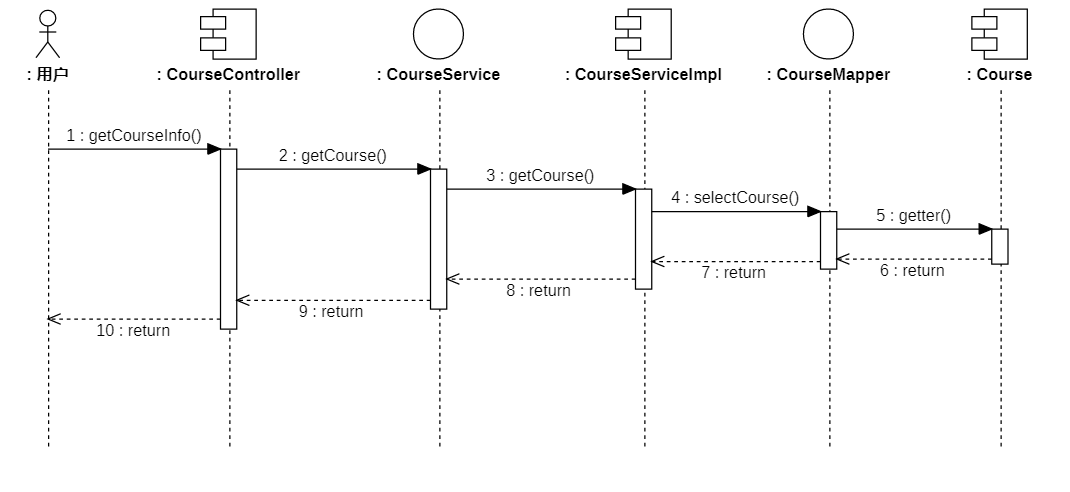 : 用户
: CourseController
: CourseService
: CourseServiceImpl
: CourseMapper
: Course
1 : getCourseInfo()
2 : getCourse()
3 : getCourse()
4 : selectCourse()
5 : getter()
6 : return
7 : return
8 : return
9 : return
10 : return